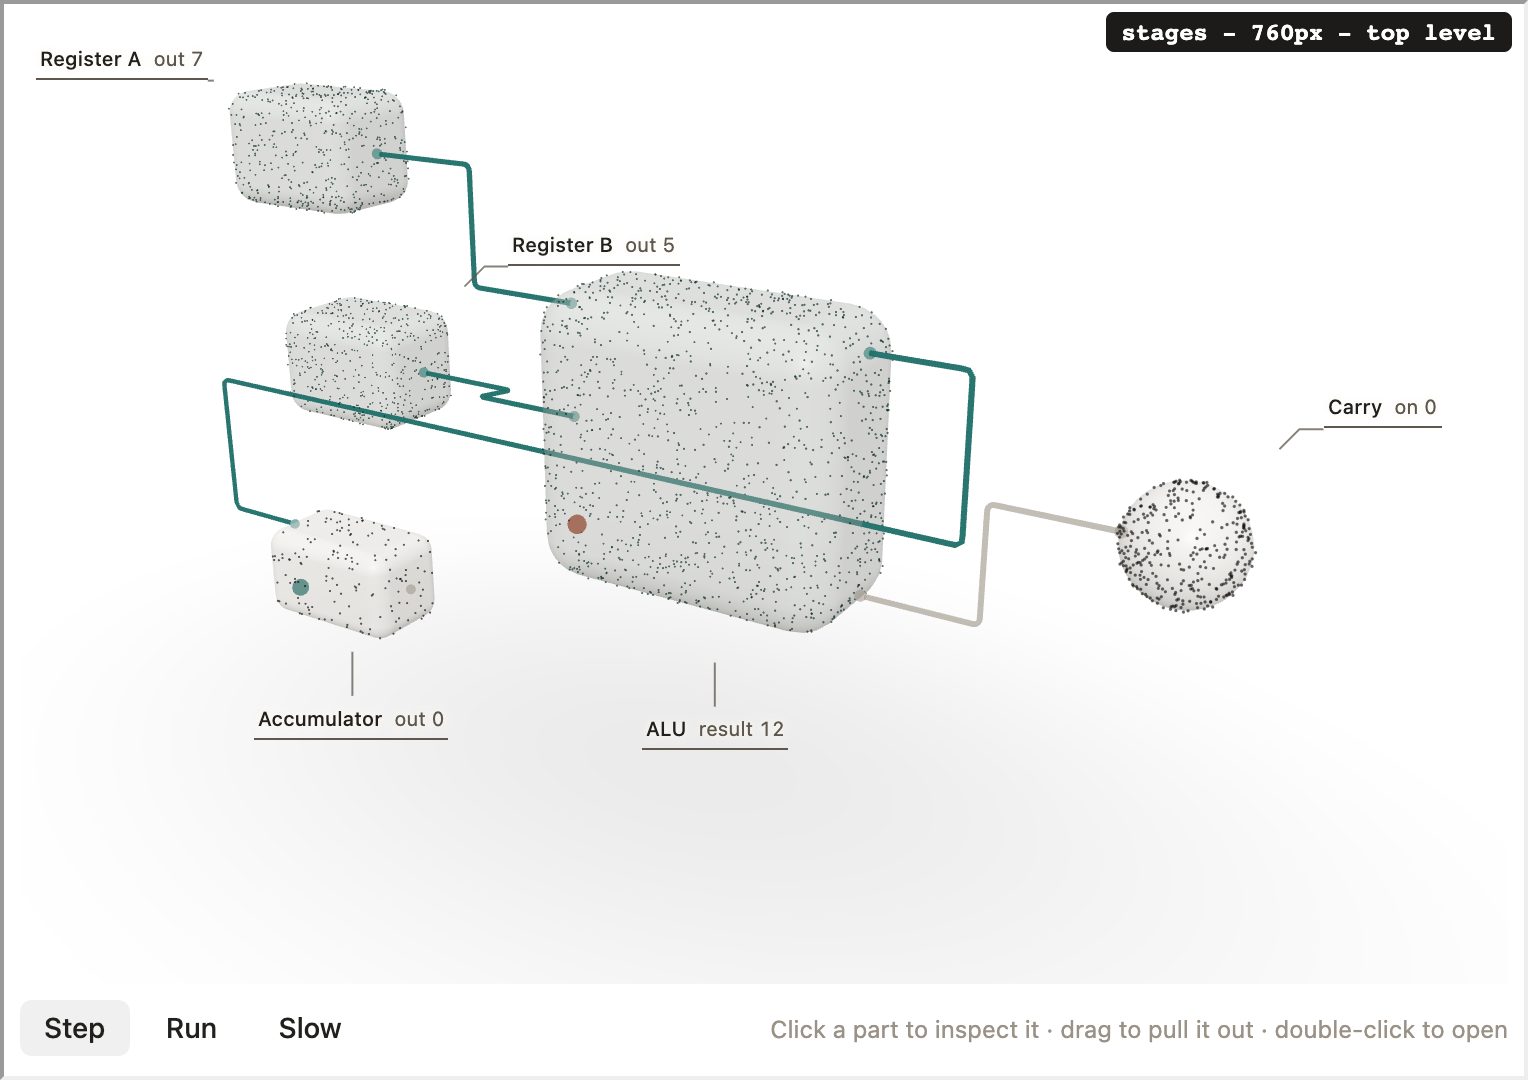 stages - 760px - top level
Register A out 7
Register B out 5
Carry on 0
Accumulator out 0
ALU result 12
Step Run Slow
Click a part to inspect it · drag to pull it out · double-click to open